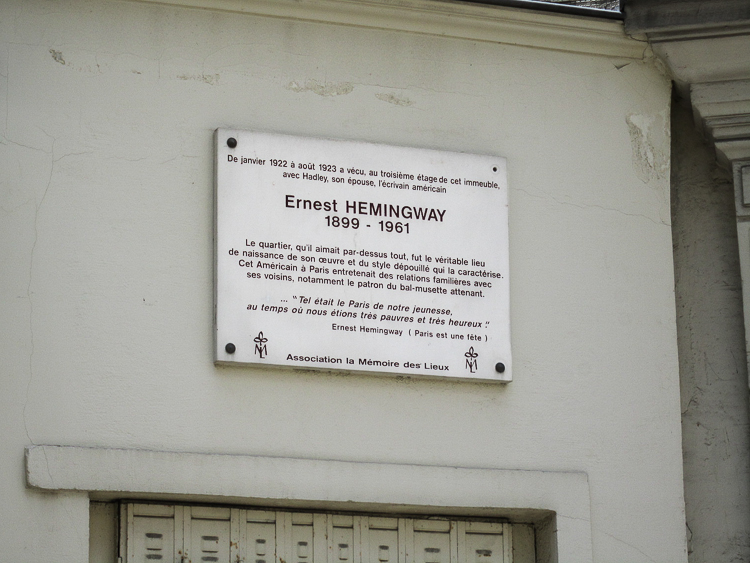 De janvier 1922 à août 1923 a vécu, au troisième étage de cet immeuble,
avec Hadley, son épouse, l'écrivain américain
Ernest HEMINGWAY
1899 - 1961
Le quartier, qu'il aimait par-dessus tout, fut le véritable lieu
de naissance de son œuvre et du style dépouillé qui la caractérise.
Cet Américain à Paris entretenait des relations familières avec
ses voisins, notamment le patron du bal-musette attenant.
... "Tel était le Paris de notre jeunesse,
au temps où nous étions très pauvres et très heureux".
Ernest Hemingway ( Paris est une fête )
Association la Mémoire des Lieux